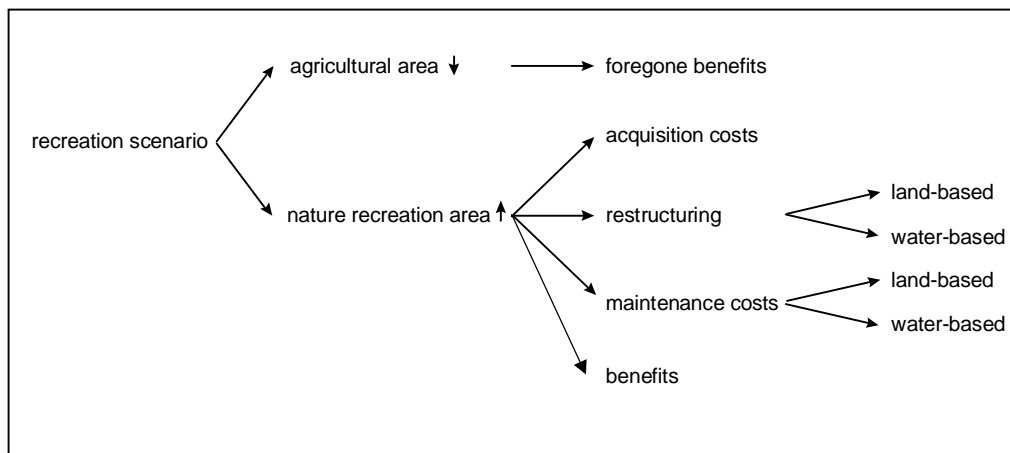 agricultural area
foregone benefits
recreation scenario
acquisition costs
nature recreation area
restructuring
land-based
water-based
maintenance costs
land-based
water-based
benefits